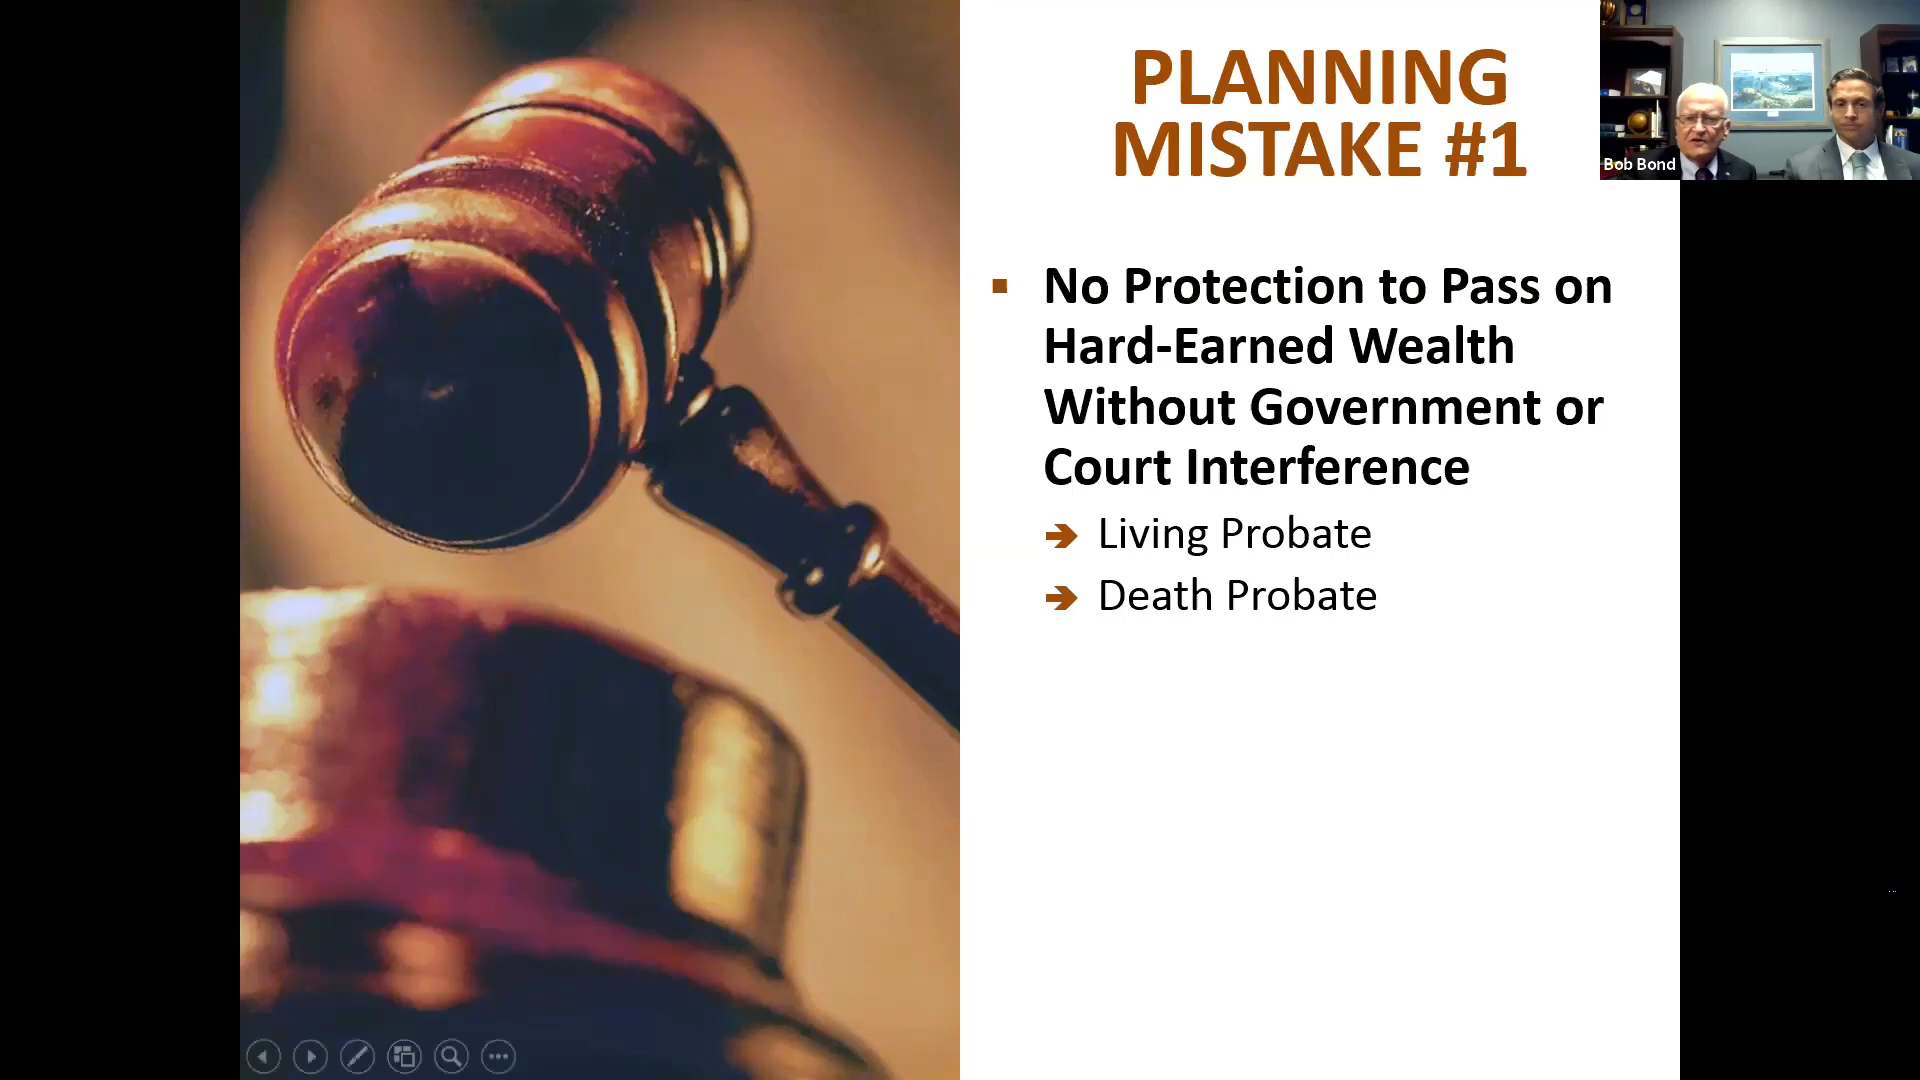 PLANNING
MISTAKE #1
Bob Bond
▪ No Protection to Pass on
Hard-Earned Wealth
Without Government or
Court Interference
➔ Living Probate
➔ Death Probate